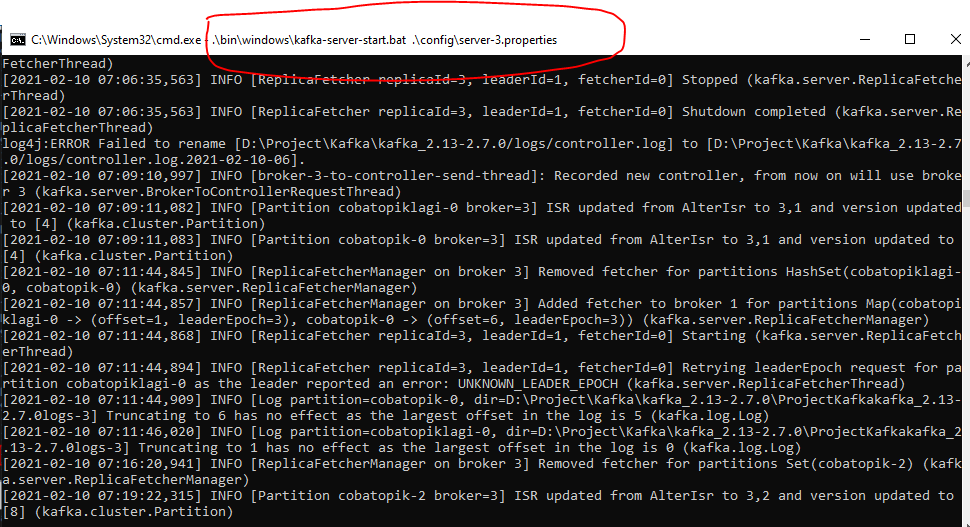 C:\Windows\System32\cmd.exe - .\bin\windows\kafka-server-start.bat .\config\server-3.properties
FetcherThread)
[2021-02-10 07:06:35,563] INFO [ReplicaFetcher replicaId=3, leaderId=1, fetcherId=0] Stopped (kafka.server.ReplicaFetche
rThread)
[2021-02-10 07:06:35,563] INFO [ReplicaFetcher replicaId=3, leaderId=1, fetcherId=0] Shutdown completed (kafka.server.Re
plicaFetcherThread)
log4j:ERROR Failed to rename [D:\Project\Kafka\kafka_2.13-2.7.0/logs/controller.log] to [D:\Project\Kafka\kafka_2.13-2.7
.0/logs/controller.log.2021-02-10-06].
[2021-02-10 07:09:10,997] INFO [broker-3-to-controller-send-thread]: Recorded new controller, from now on will use broke
r 3 (kafka.server.BrokerToControllerRequestThread)
[2021-02-10 07:09:11,082] INFO [Partition cobatopiklagi-0 broker=3] ISR updated from AlterIsr to 3,1 and version updated
 to [4] (kafka.cluster.Partition)
[2021-02-10 07:09:11,083] INFO [Partition cobatopik-0 broker=3] ISR updated from AlterIsr to 3,1 and version updated to
[4] (kafka.cluster.Partition)
[2021-02-10 07:11:44,845] INFO [ReplicaFetcherManager on broker 3] Removed fetcher for partitions HashSet(cobatopiklagi-
0, cobatopik-0) (kafka.server.ReplicaFetcherManager)
[2021-02-10 07:11:44,857] INFO [ReplicaFetcherManager on broker 3] Added fetcher to broker 1 for partitions Map(cobatopi
klagi-0 -> (offset=1, leaderEpoch=3), cobatopik-0 -> (offset=6, leaderEpoch=3)) (kafka.server.ReplicaFetcherManager)
[2021-02-10 07:11:44,868] INFO [ReplicaFetcher replicaId=3, leaderId=1, fetcherId=0] Starting (kafka.server.ReplicaFetch
erThread)
[2021-02-10 07:11:44,894] INFO [ReplicaFetcher replicaId=3, leaderId=1, fetcherId=0] Retrying leaderEpoch request for pa
rtition cobatopiklagi-0 as the leader reported an error: UNKNOWN_LEADER_EPOCH (kafka.server.ReplicaFetcherThread)
[2021-02-10 07:11:44,909] INFO [Log partition=cobatopik-0, dir=D:\Project\Kafka\kafka_2.13-2.7.0\ProjectKafkakafka_2.13-
2.7.0logs-3] Truncating to 6 has no effect as the largest offset in the log is 5 (kafka.log.Log)
[2021-02-10 07:11:46,020] INFO [Log partition=cobatopiklagi-0, dir=D:\Project\Kafka\kafka_2.13-2.7.0\ProjectKafkakafka_2
.13-2.7.0logs-3] Truncating to 1 has no effect as the largest offset in the log is 0 (kafka.log.Log)
[2021-02-10 07:16:20,941] INFO [ReplicaFetcherManager on broker 3] Removed fetcher for partitions Set(cobatopik-2) (kafk
a.server.ReplicaFetcherManager)
[2021-02-10 07:19:22,315] INFO [Partition cobatopik-2 broker=3] ISR updated from AlterIsr to 3,2 and version updated to
[8] (kafka.cluster.Partition)